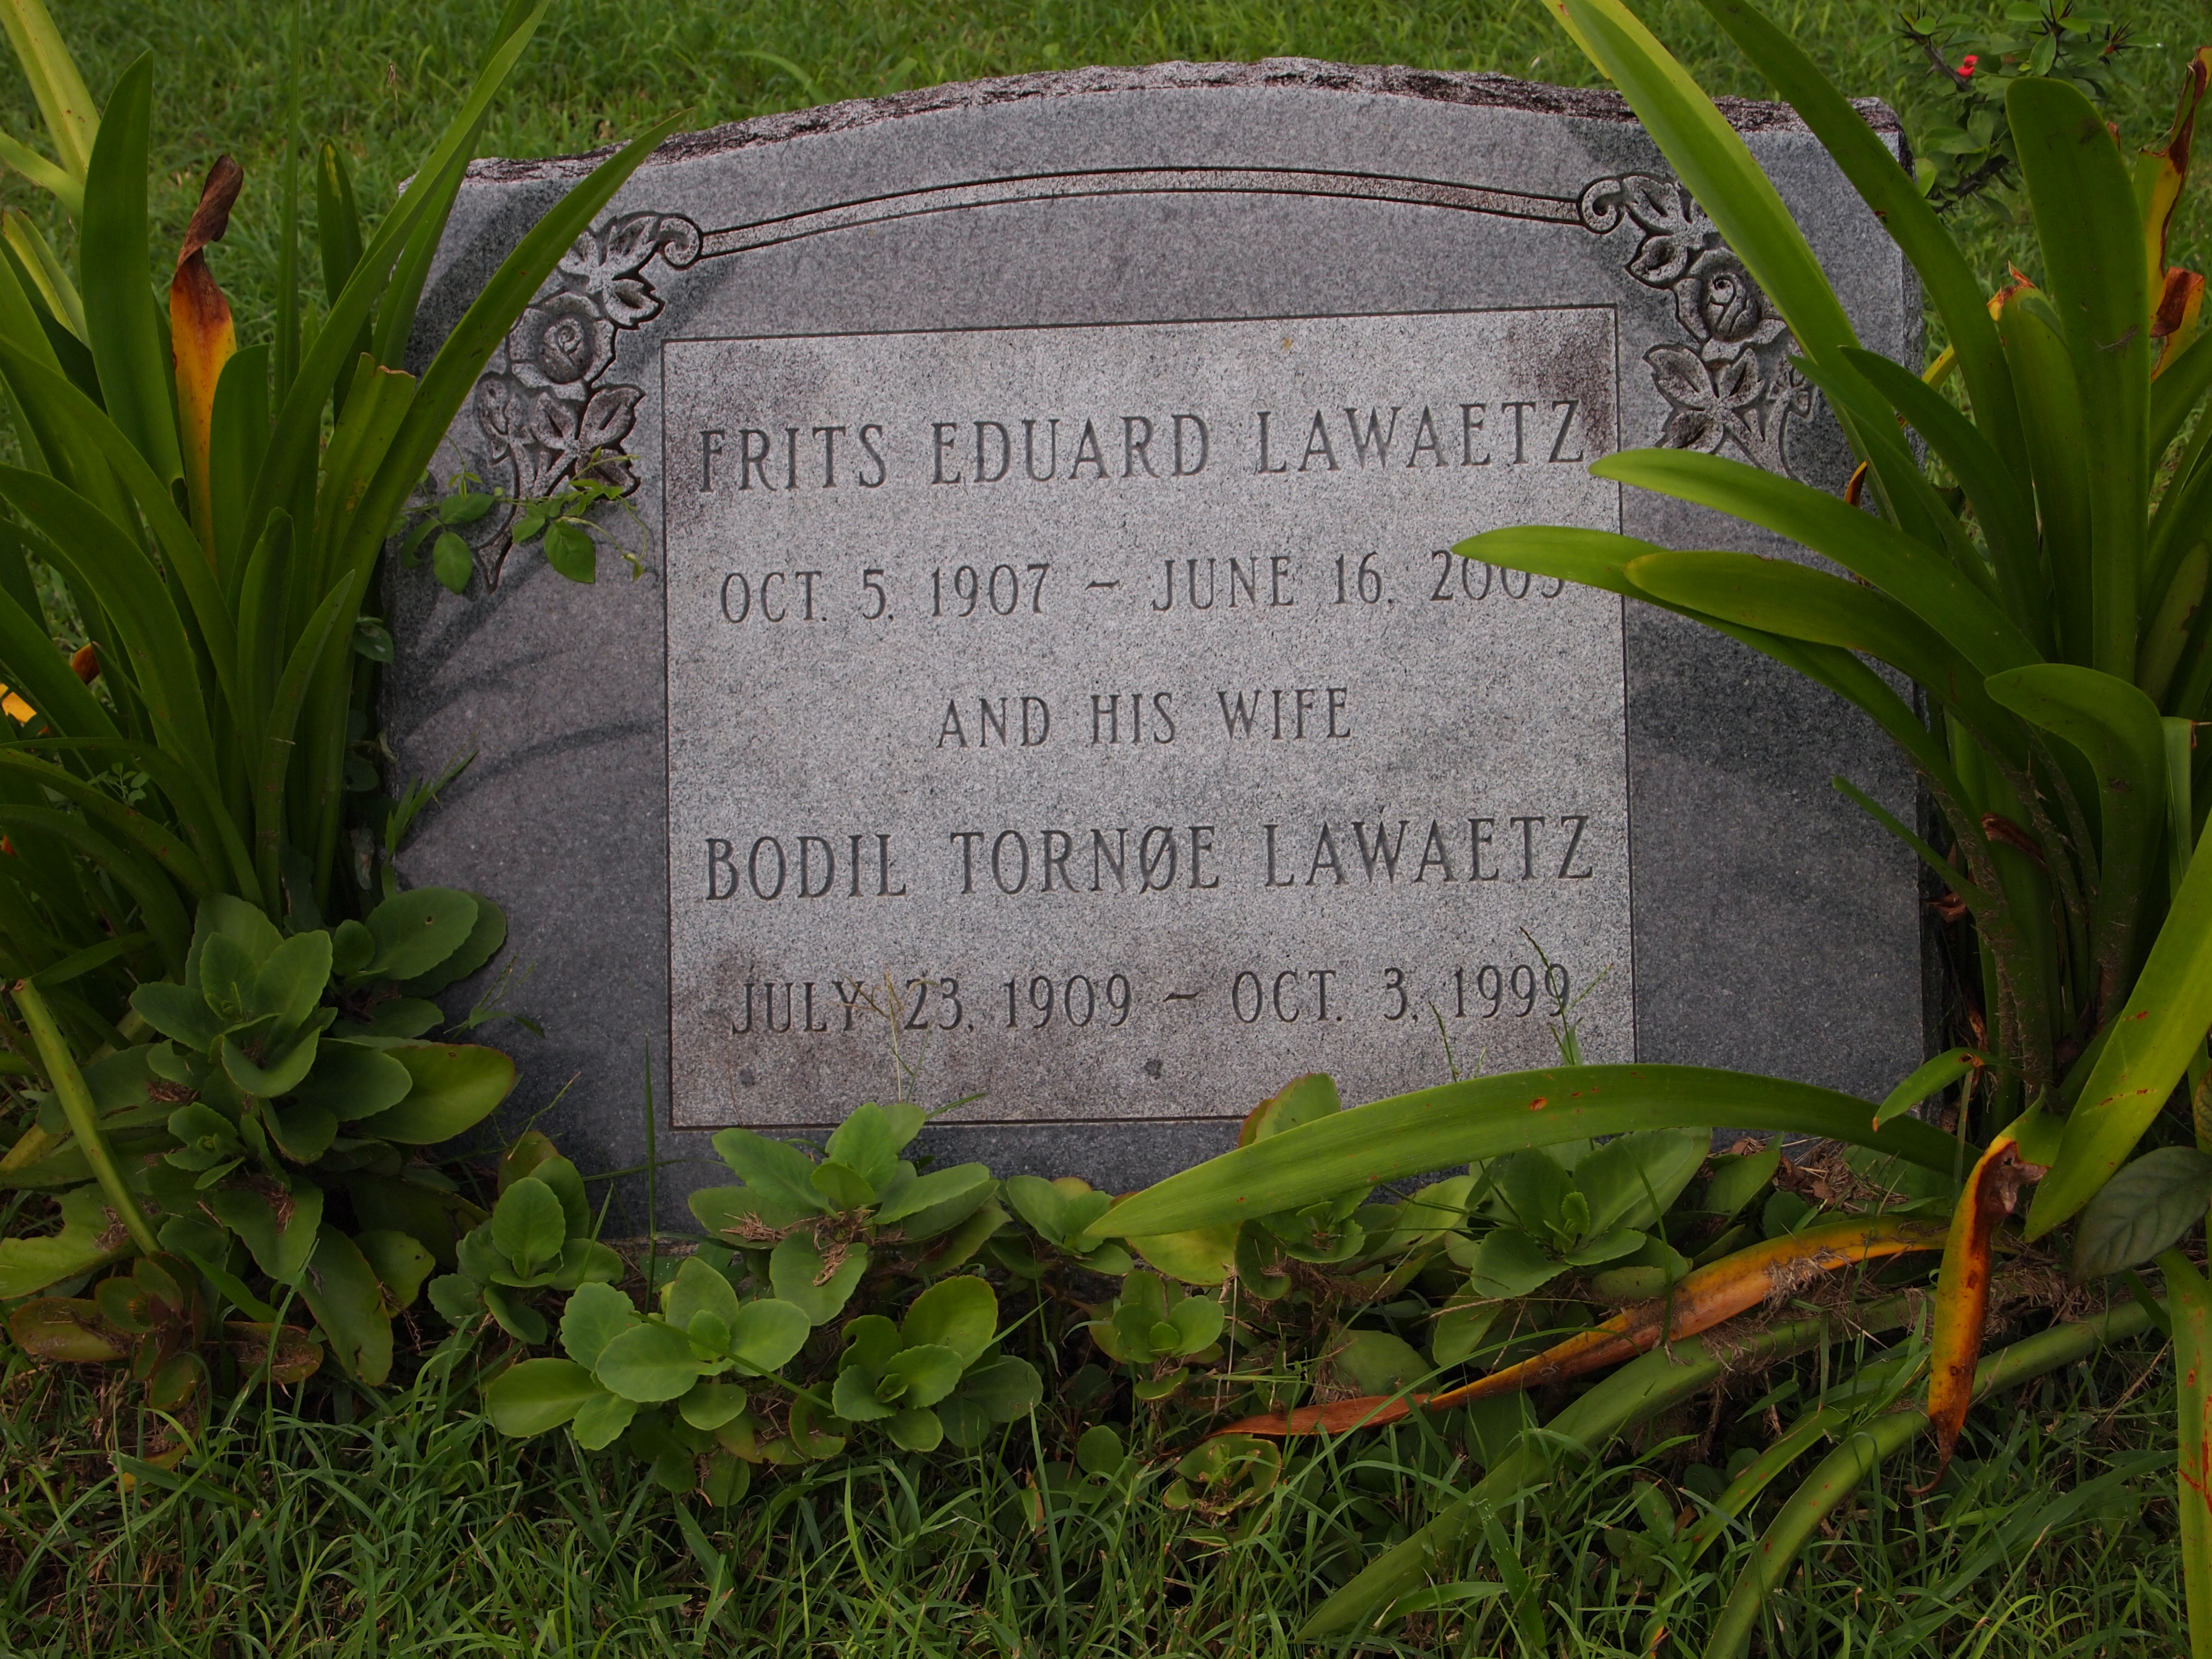 FRITS EDUARD LAWAETZ
OCT. 5, 1907 ~ JUNE 16,
AND HIS WIFE
BODIL TORNØE LAWAETZ
JULY 23, 1909 ~ OCT. 3, 1999